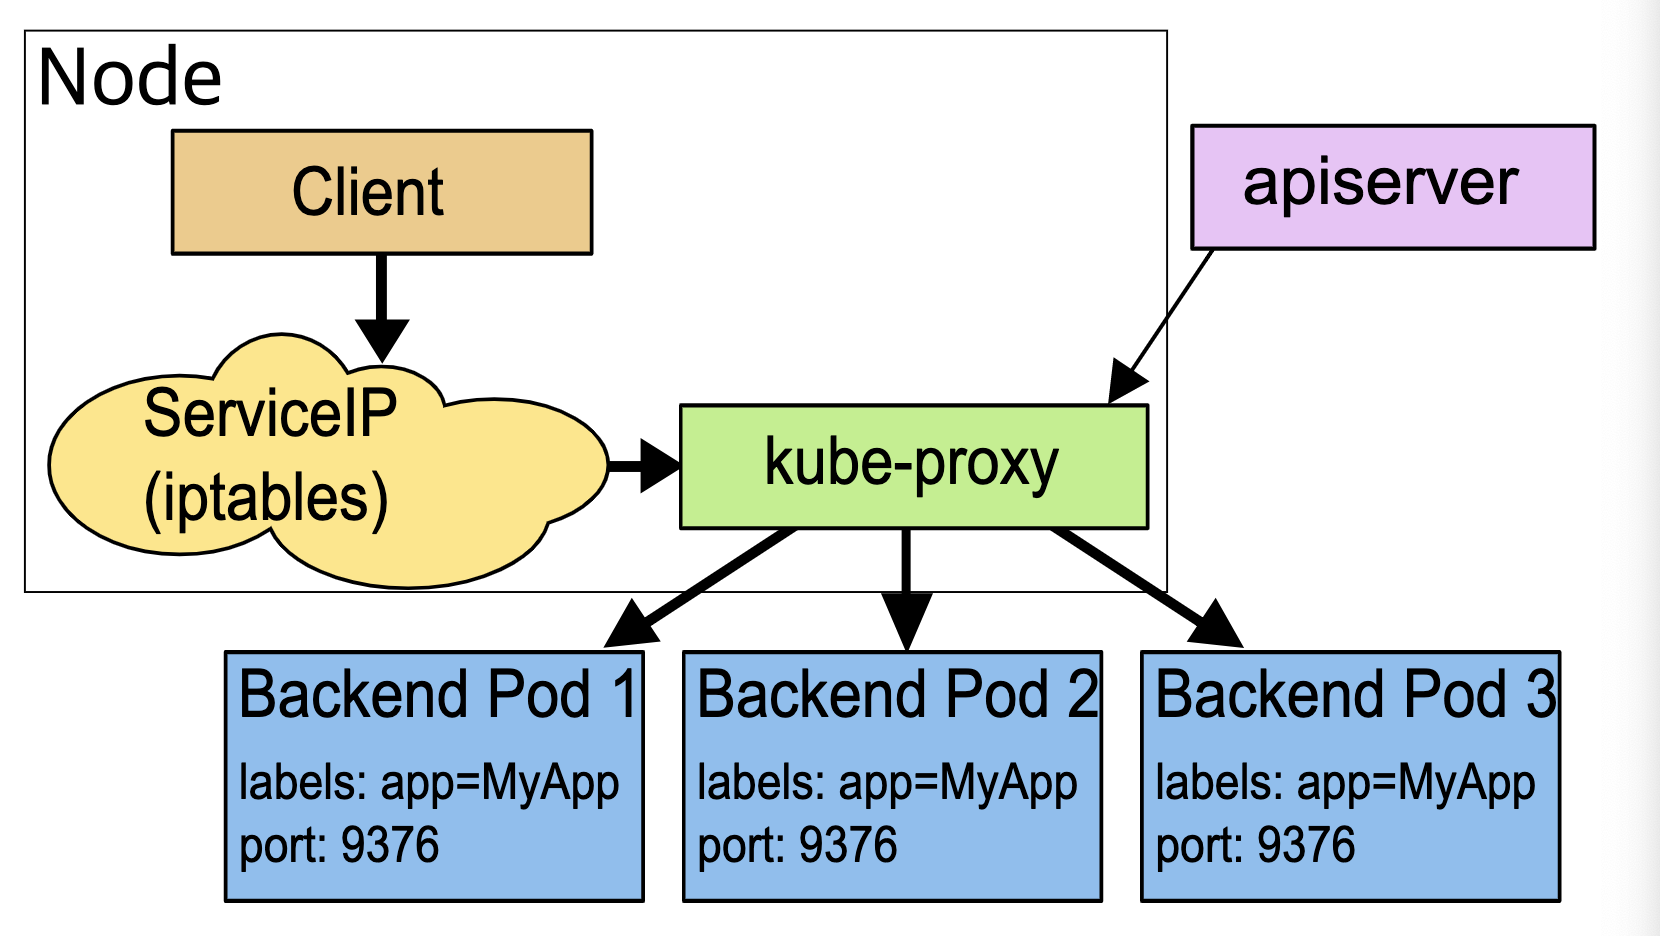 Node
Client
apiserver
ServiceIP
(iptables)
kube-proxy
Backend Pod 1
labels: app=MyApp
port: 9376
Backend Pod 2
labels: app=MyApp
port: 9376
Backend Pod 3
labels: app=MyApp
port: 9376